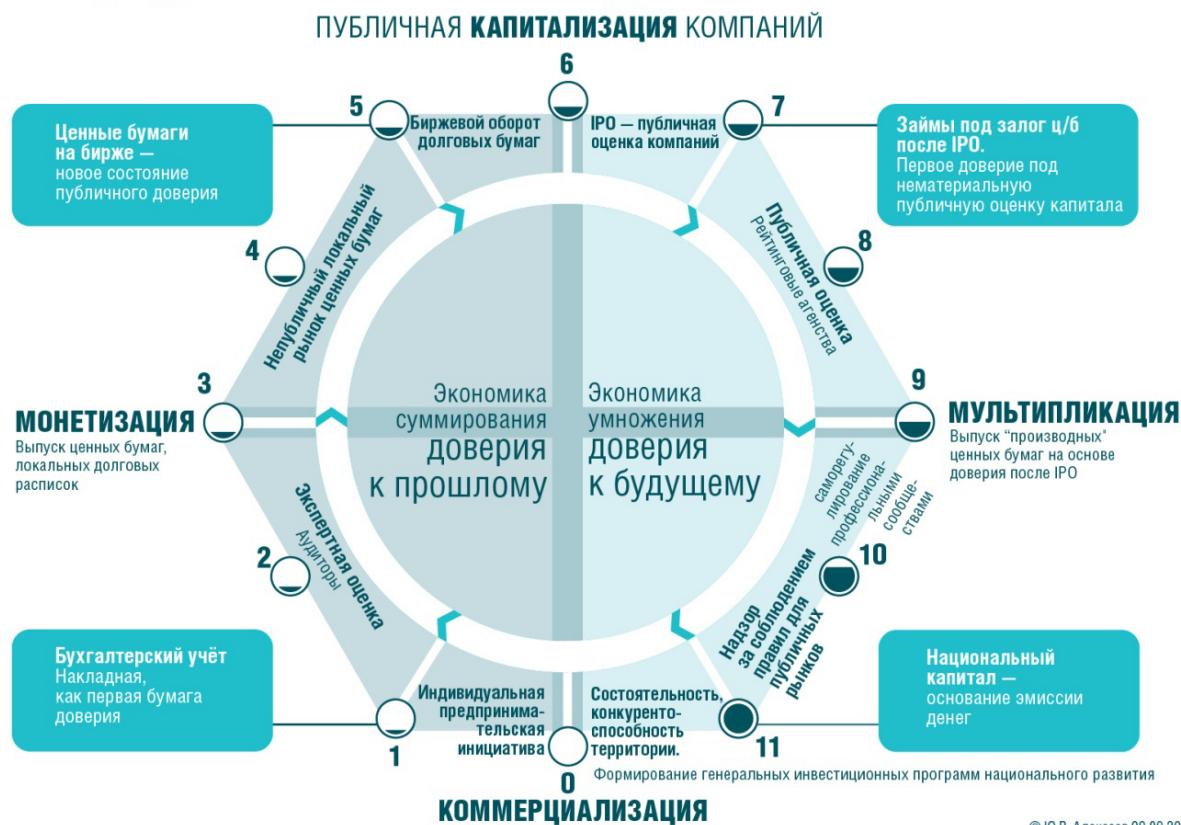 ПУБЛИЧНАЯ КАПИТАЛИЗАЦИЯ КОМПАНИЙ
6
5
7
Ценные бумаги
на бирже —
новое состояние
публичного доверия
Биржевой оборот
долговых бумаг
IPO — публичная
оценка компаний
Займы под залог ц/б
после IPO.
Первое доверие под
нематериальную
публичную оценку капитала
4
Непубличный локальный
рынок ценных бумаг
Публичная оценка
Рейтинговые агенства
8
3
МОНЕТИЗАЦИЯ
Выпуск ценных бумаг,
локальных долговых
расписок
Экономика
суммирования
доверия
к прошлому
Экономика
умножения
доверия
к будущему
9
МУЛЬТИПЛИКАЦИЯ
Выпуск “производных"
ценных бумаг на основе
доверия после IPO
2
Экспертная оценка
Аудиторы
саморегу-
лирование
профессиона-
льными
сообще-
ствами
10
Надзор
за соблюдением
правил для
публичных
рынков
Бухгалтерский учёт
Накладная,
как первая бумага
доверия
1
Индивидуальная
предпринима-
тельская
инициатива
Состоятельность,
конкуренто-
способность
территории.
11
Национальный
капитал —
основание эмиссии
денег
0
Формирование генеральных инвестиционных программ национального развития
КОММЕРЦИАЛИЗАЦИЯ